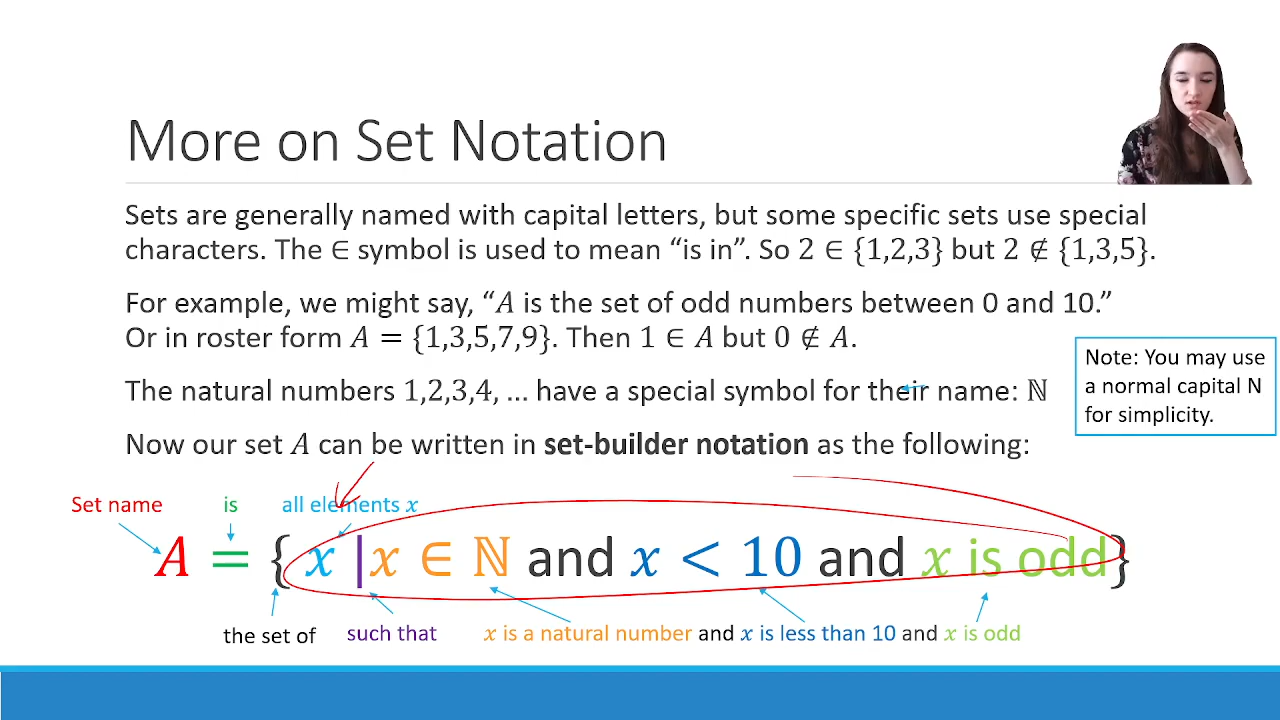 More on Set Notation
Sets are generally named with capital letters, but some specific sets use special
characters. The ∈ symbol is used to mean “is in”. So 2 ∈ {1,2,3} but 2 ∉ {1,3,5}.
For example, we might say, “A is the set of odd numbers between 0 and 10.”
Or in roster form A = {1,3,5,7,9}. Then 1 ∈ A but 0 ∉ A.
Note: You may use
a normal capital N
for simplicity.
The natural numbers 1,2,3,4, ... have a special symbol for their name: ℕ
Now our set A can be written in set-builder notation as the following:
Set name is all elements x
A = { x |x ∈ ℕ and x < 10 and x is odd}
the set of such that x is a natural number and x is less than 10 and x is odd